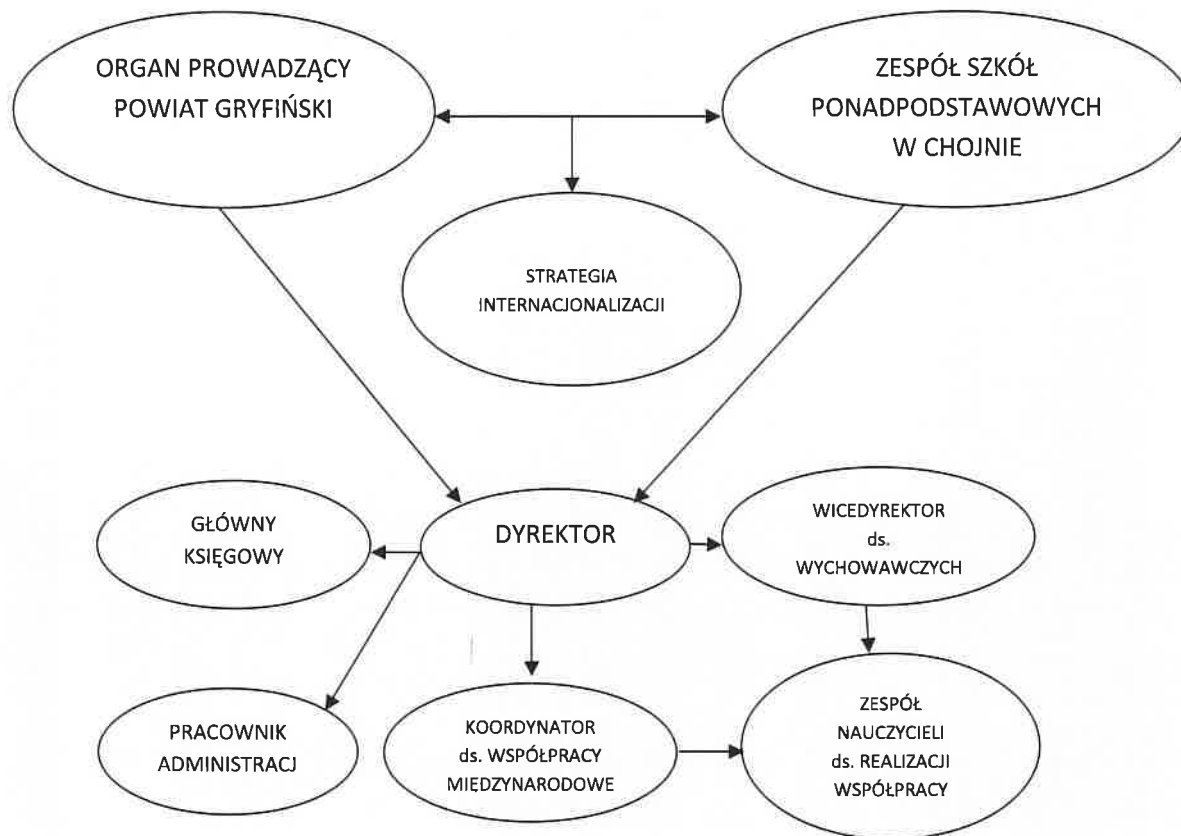 ORGAN PROWADZĄCY
POWIAT GRYFIŃSKI
ZESPÓŁ SZKÓŁ
PONADPODSTAWOWYCH
W CHOJNIE
STRATEGIA
INTERNACJONALIZACJI
GŁÓWNY
KSIĘGOWY
DYREKTOR
WICEDYREKTOR
ds.
WYCHOWAWCZYCH
PRACOWNIK
ADMINISTRACJ
KOORDYNATOR
ds. WSPÓŁPRACY
MIĘDZYNARODOWE
ZESPÓŁ
NAUCZYCIELI
ds. REALIZACJI
WSPÓŁPRACY